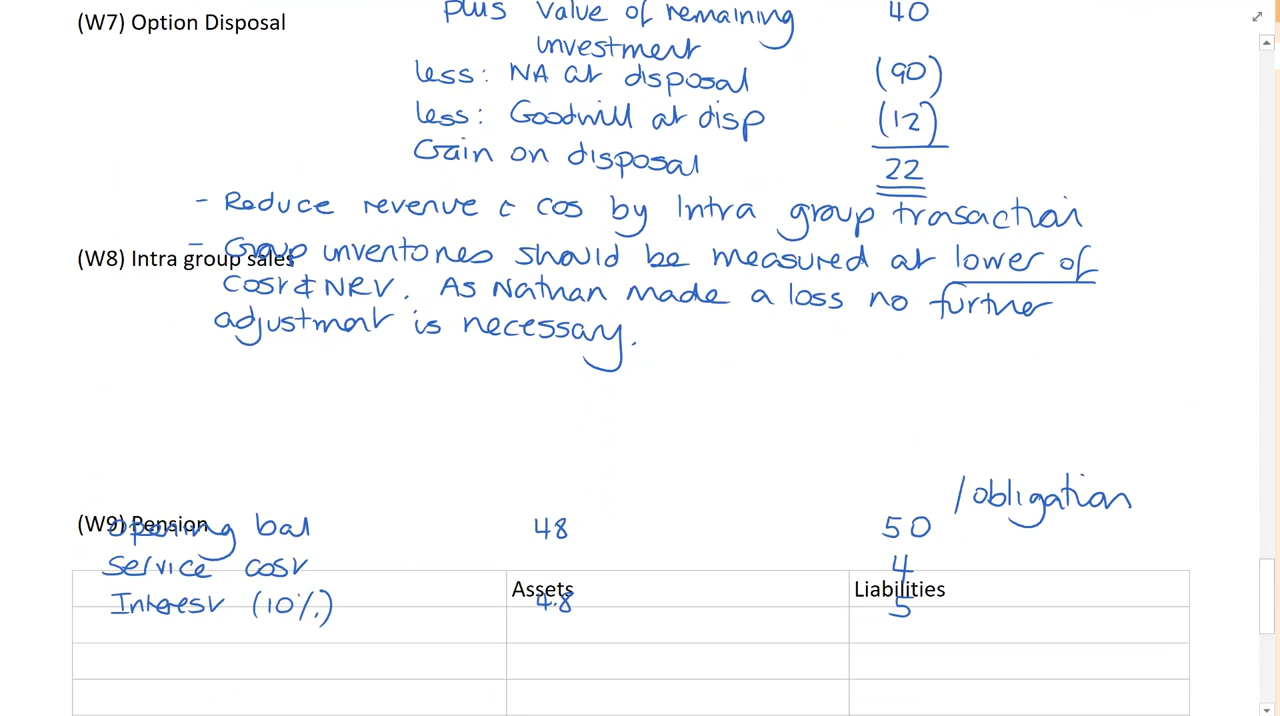 plus value of remaining 40
(W7) Option Disposal
investment
less: NA at disposal (90)
less: Goodwill at disp (12)
Gain on disposal 22
- Reduce revenue & cos by Intra group trasaction
- Group inventories should be measured at lower of
(W8) Intra group sales
cost & NRV. As Nathan made a loss no further
adjustment is necessay.
/obligation
(W9) Pension
Opening bal 48 50
Service cost 4
Assets Liabilities
Interest (10%) 4.8 5